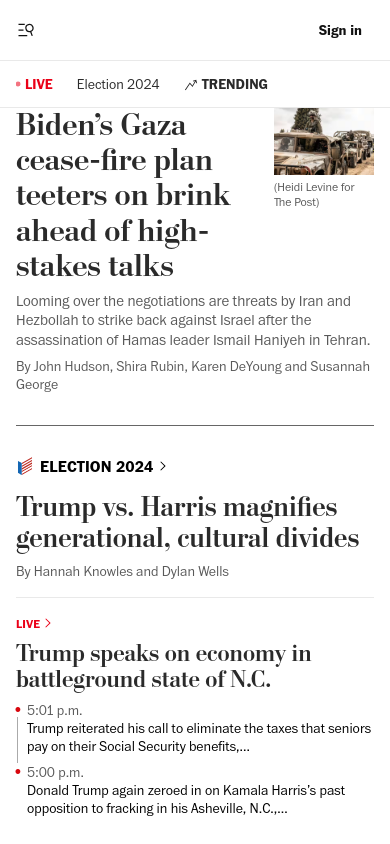 Sign in
LIVE
Election 2024
TRENDING
Biden's Gaza
cease-fire plan
teeters on brink
ahead of high-
stakes talks
(Heidi Levine for
The Post)
Looming over the negotiations are threats by Iran and
Hezbollah to strike back against Israel after the
assassination of Hamas leader Ismail Haniyeh in Tehran.
By John Hudson, Shira Rubin, Karen DeYoung and Susannah
George
ELECTION 2024
Trump vs. Harris magnifies
generational, cultural divides
By Hannah Knowles and Dylan Wells
LIVE
Trump speaks on economy in
battleground state of N.C.
5:01 p.m.
Trump reiterated his call to eliminate the taxes that seniors
pay on their Social Security benefits,...
5:00 p.m.
Donald Trump again zeroed in on Kamala Harris's past
opposition to fracking in his Asheville, N.C.,...